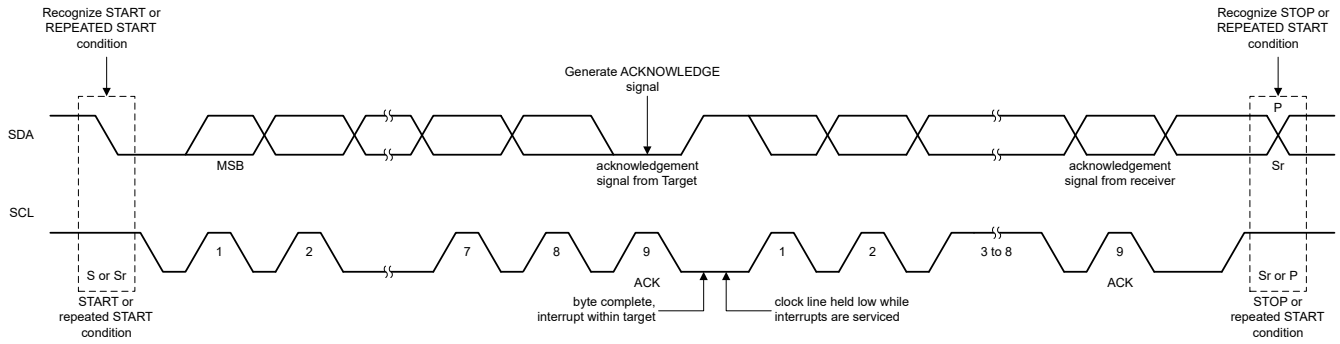 Recognize START or
REPEATED START
condition
Recognize STOP or
REPEATED START
condition
Generate ACKNOWLEDGE
signal
P
SDA
MSB
acknowledgement
signal from Target
acknowledgement
signal from receiver
Sr
SCL
1
2
7
8
9
1
2
3 to 8
9
S or Sr
ACK
ACK
Sr or P
START or
repeated START
condition
byte complete,
interrupt within target
clock line held low while
interrupts are serviced
STOP or
repeated START
condition